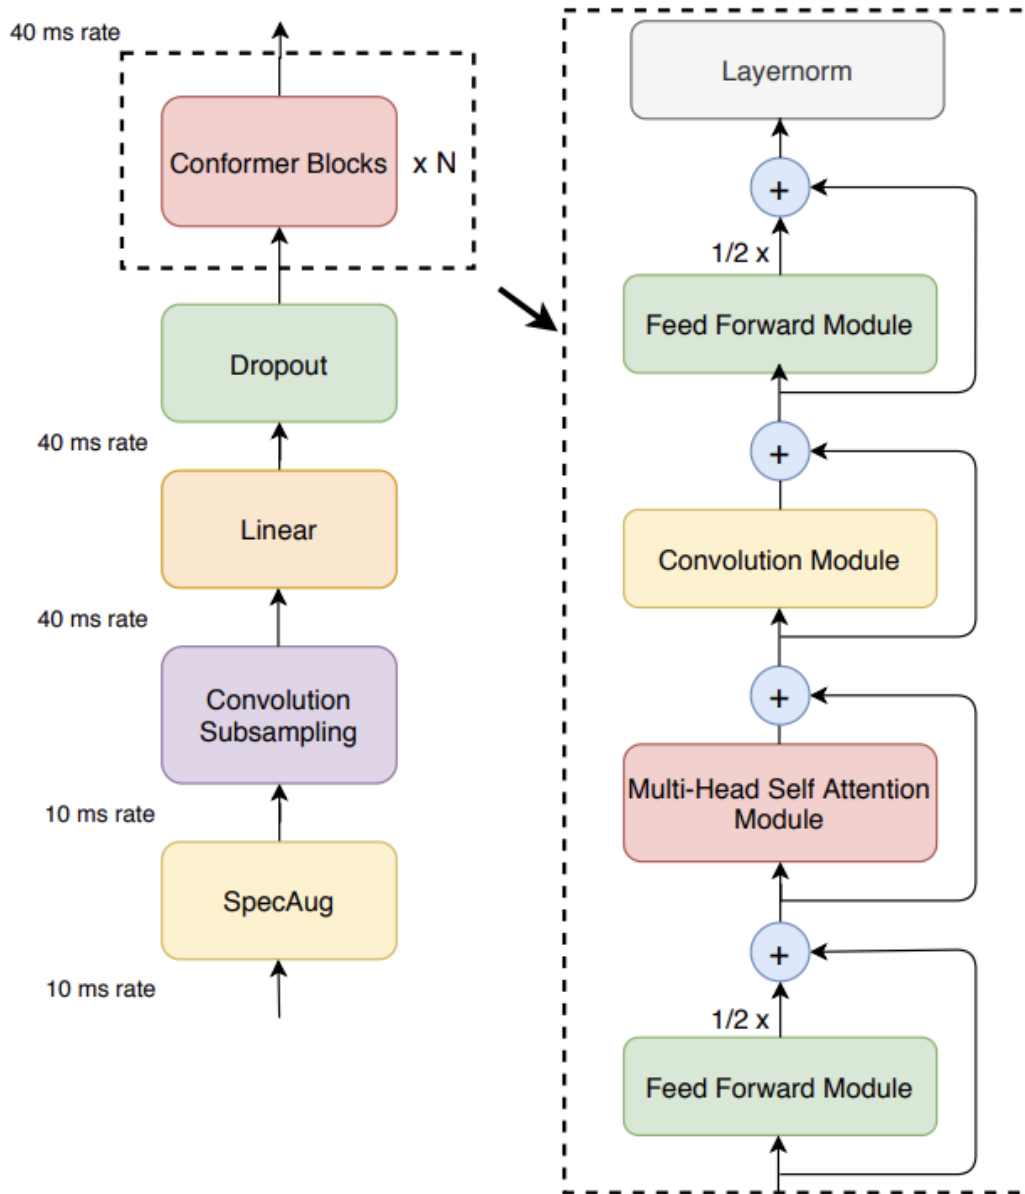 40 ms rate
Conformer Blocks
x N
Dropout
40 ms rate
Linear
40 ms rate
Convolution
Subsampling
10 ms rate
SpecAug
10 ms rate
Layernorm
+
1/2 x
Feed Forward Module
+
Convolution Module
+
Multi-Head Self Attention
Module
+
1/2 x
Feed Forward Module